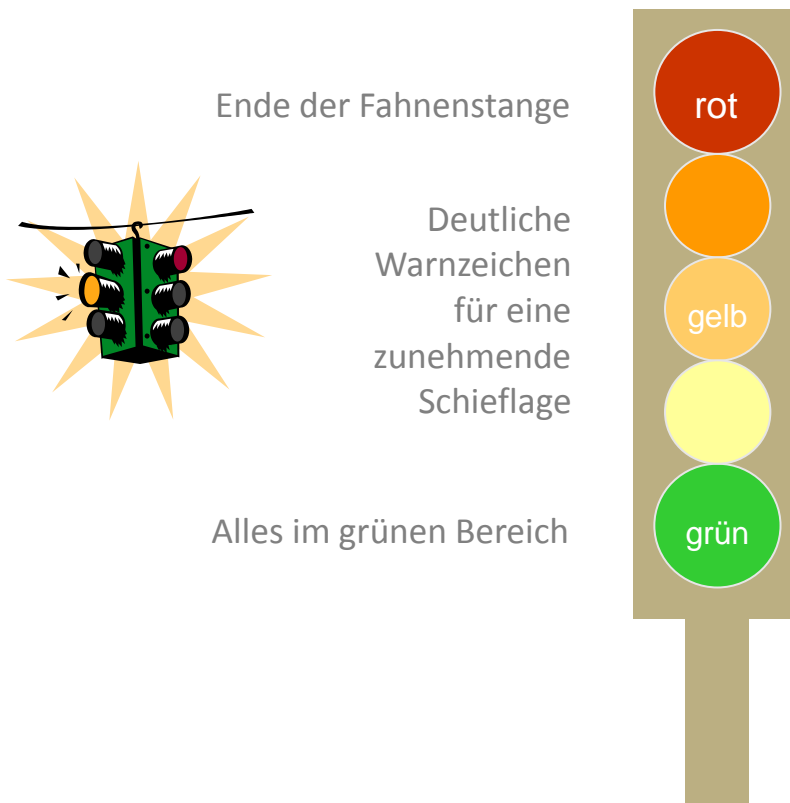 Ende der Fahnenstange
rot
Deutliche
Warnzeichen
für eine
zunehmende
Schieflage
gelb
Alles im grünen Bereich
grün